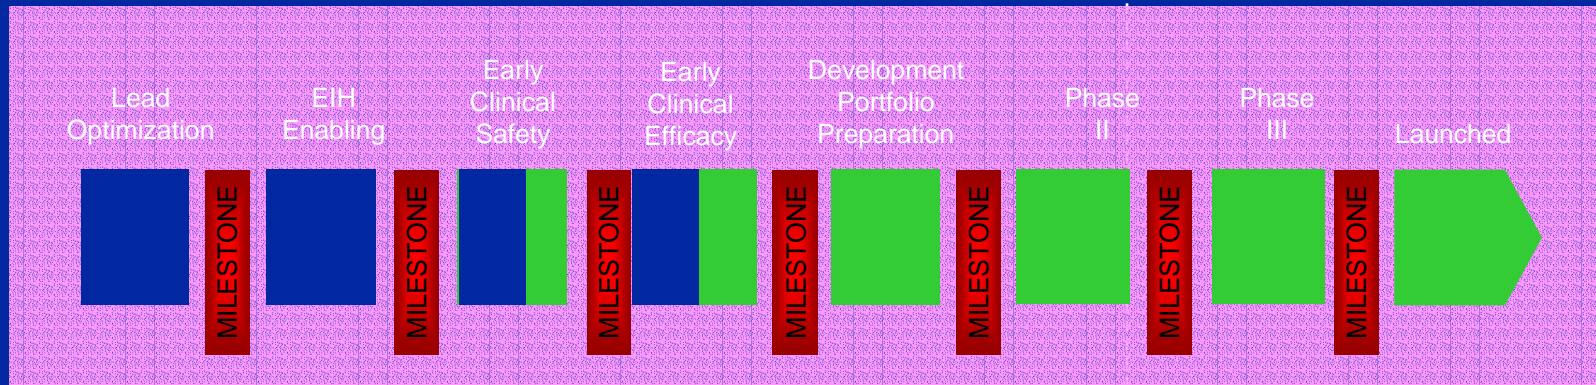 Lead
Optimization
EIH
Enabling
Early
Clinical
Safety
Early
Clinical
Efficacy
Development
Portfolio
Preparation
Phase
II
Phase
III
Launched
MILESTONE
MILESTONE
MILESTONE
MILESTONE
MILESTONE
MILESTONE
MILESTONE